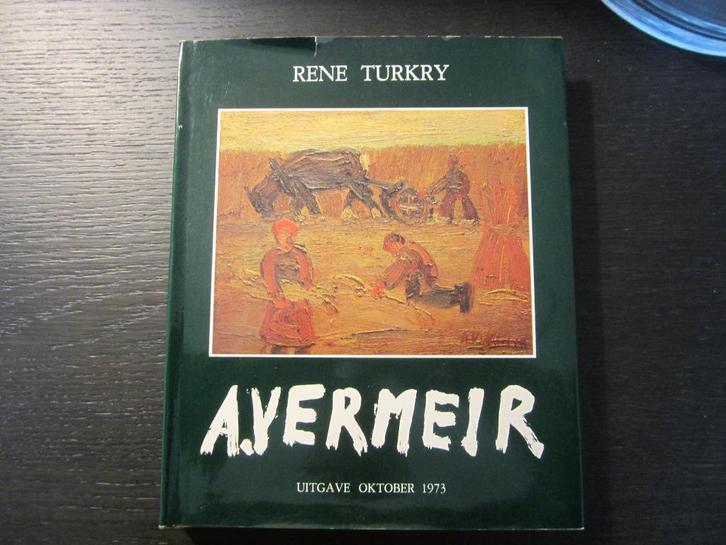 RENE TURKRY
A.VERMEIR
UITGAVE OKTOBER 1973